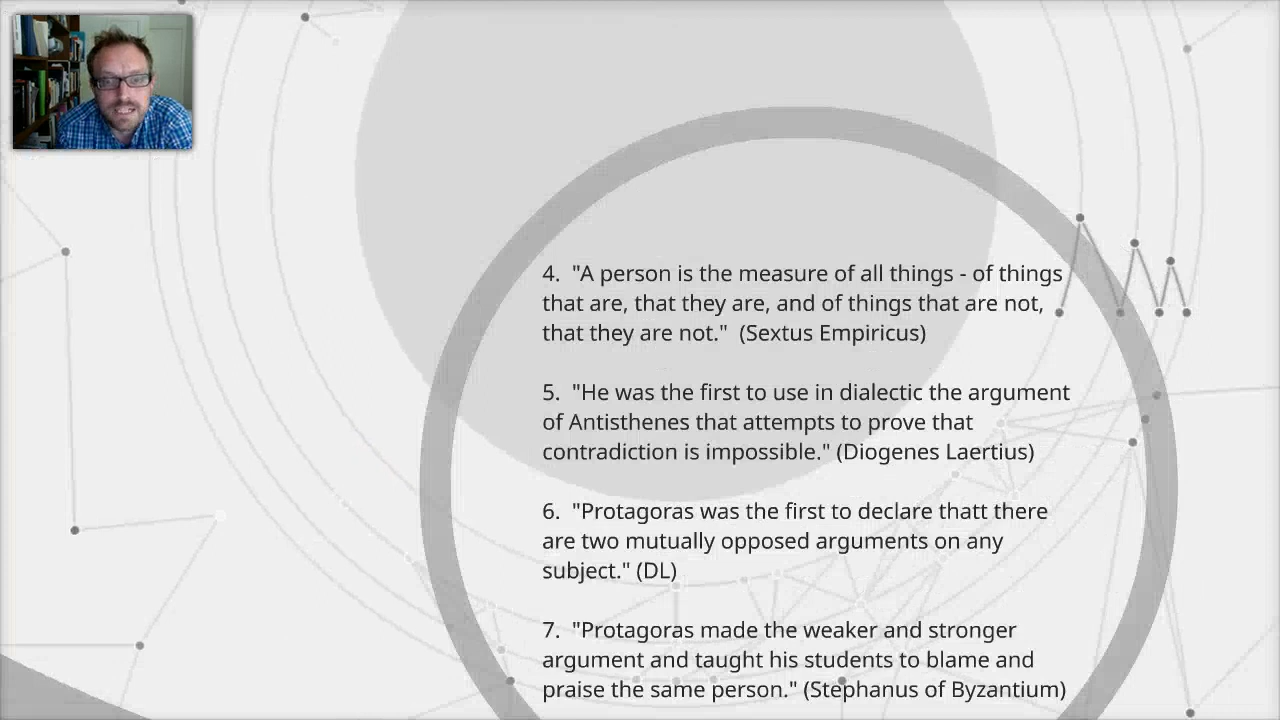 4.  "A person is the measure of all things - of things
that are, that they are, and of things that are not,
that they are not."  (Sextus Empiricus)
5.  "He was the first to use in dialectic the argument
of Antisthenes that attempts to prove that
contradiction is impossible." (Diogenes Laertius)
6.  "Protagoras was the first to declare thatt there
are two mutually opposed arguments on any
subject." (DL)
7.  "Protagoras made the weaker and stronger
argument and taught his students to blame and
praise the same person." (Stephanus of Byzantium)